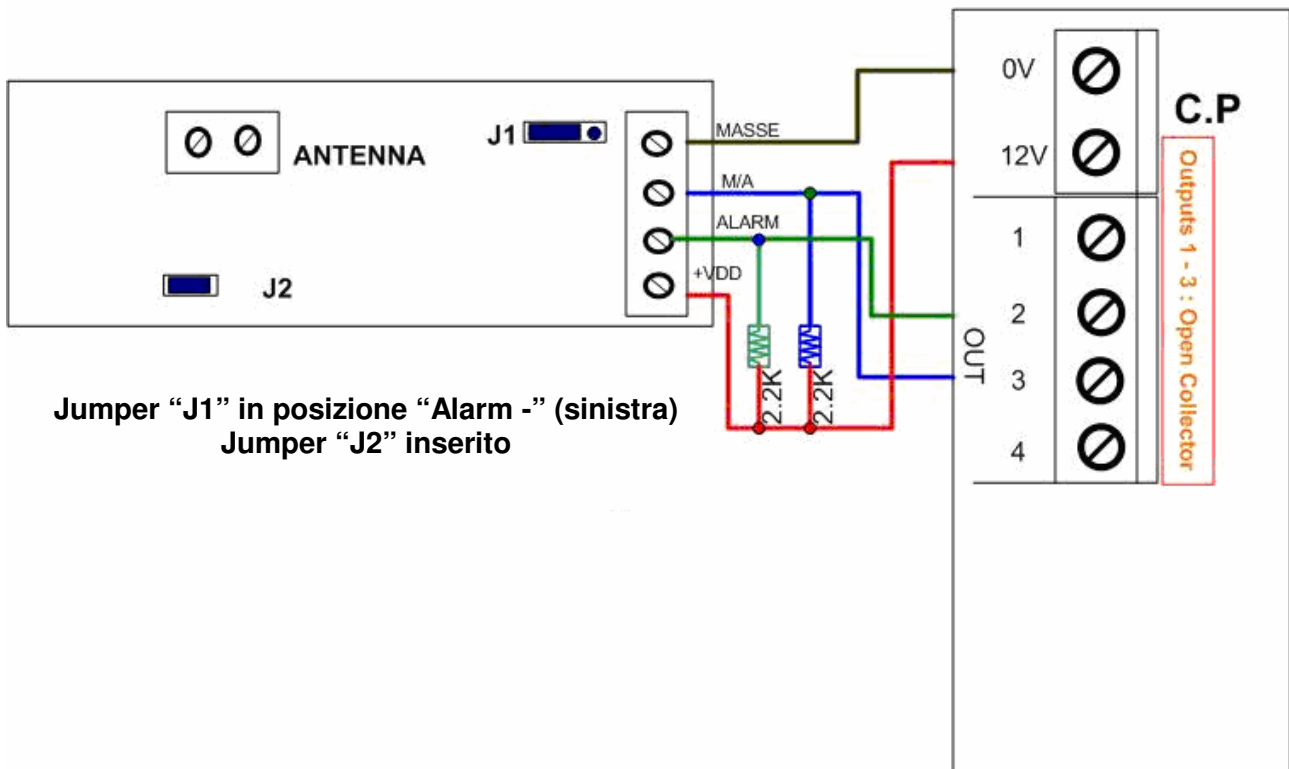 ANTENNA
J1
J2
MASSE
M/A
ALARM
+VDD
2.2K
2.2K
0V
12V
1
2
3
4
OUT
C.P
Outputs 1 - 3 : Open Collector
Jumper “J1” in posizione “Alarm -” (sinistra)
Jumper “J2” inserito